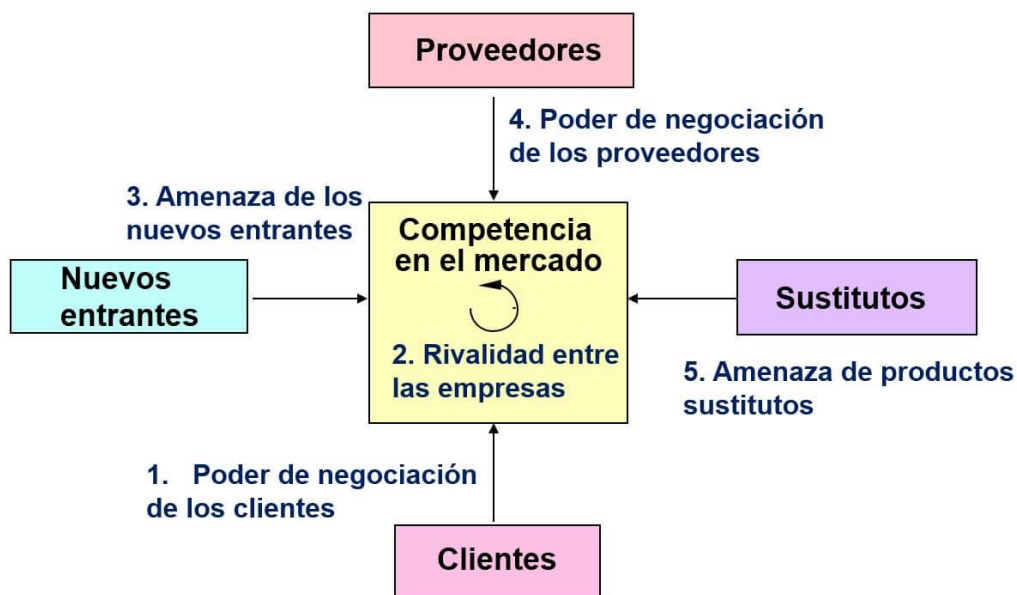 Proveedores
4. Poder de negociación
de los proveedores
3. Amenaza de los
nuevos entrantes
Competencia
en el mercado
Nuevos
entrantes
Sustitutos
2. Rivalidad entre
las empresas
5. Amenaza de productos
sustitutos
1. Poder de negociación
de los clientes
Clientes